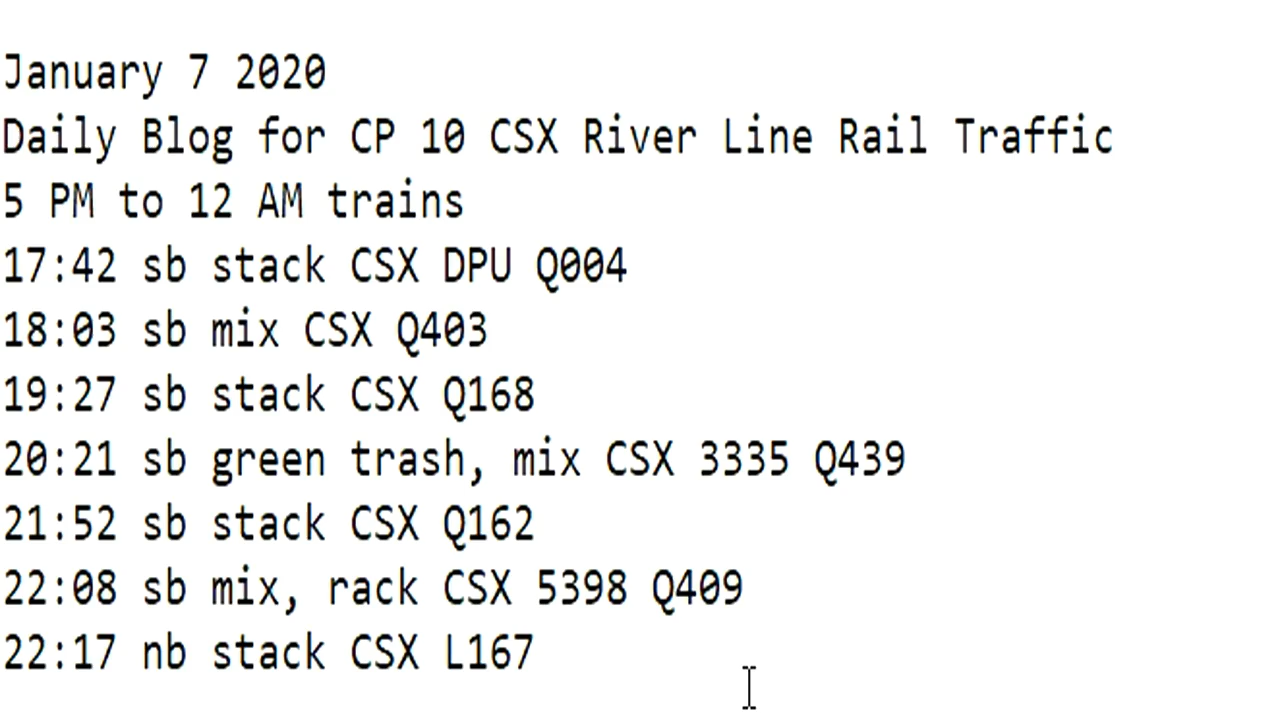 January 7 2020
Daily Blog for CP 10 CSX River Line Rail Traffic
5 PM to 12 AM trains
17:42 sb stack CSX DPU Q004
18:03 sb mix CSX Q403
19:27 sb stack CSX Q168
20:21 sb green trash, mix CSX 3335 Q439
21:52 sb stack CSX Q162
22:08 sb mix, rack CSX 5398 Q409
22:17 nb stack CSX L167